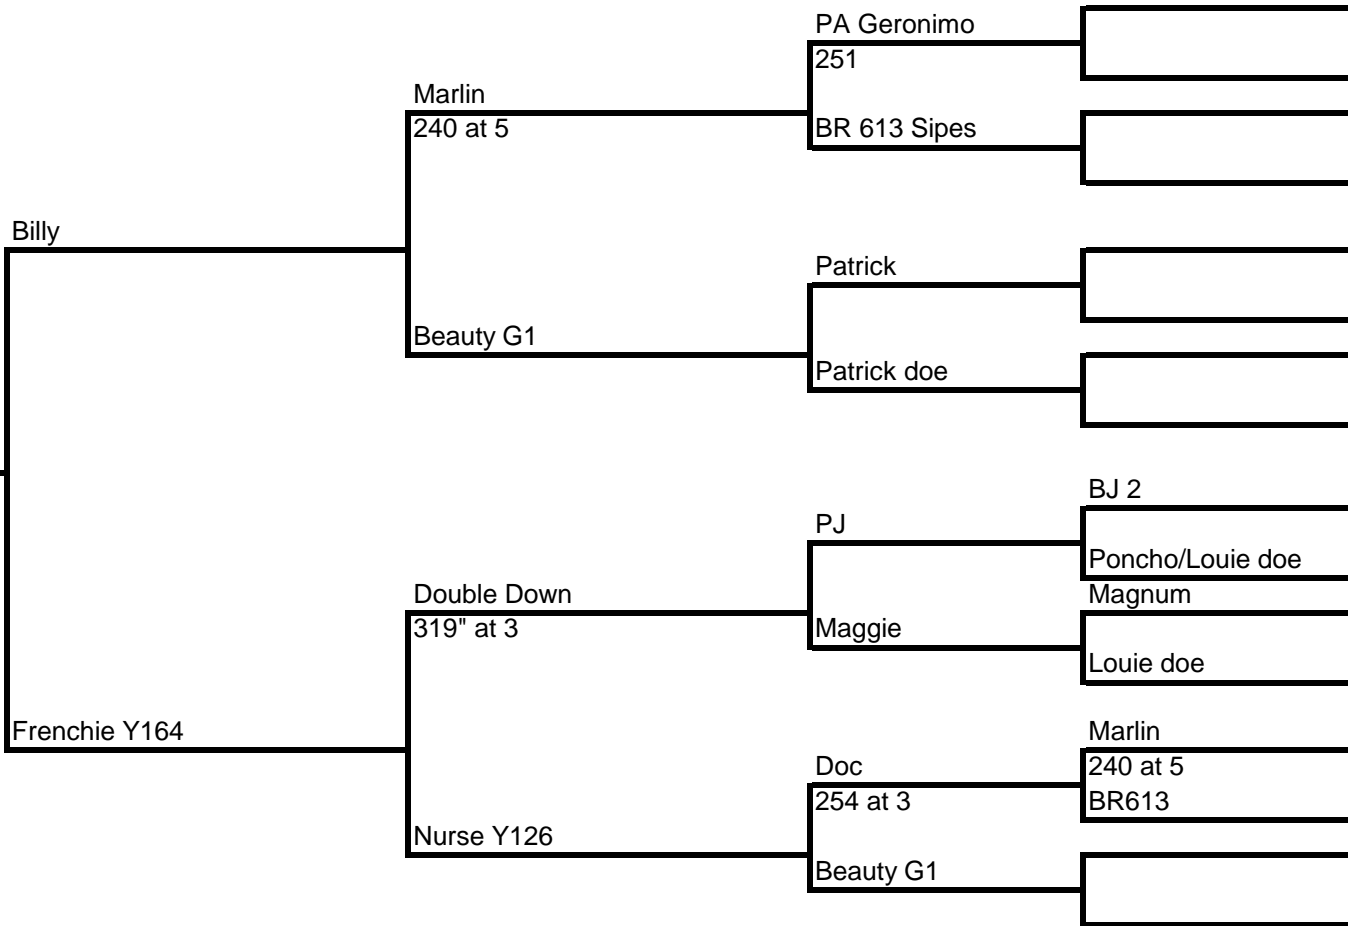 PA Geronimo
251
Marlin
240 at 5
BR 613 Sipes
Billy
Patrick
Beauty G1
Patrick doe
BJ 2
PJ
Poncho/Louie doe
Double Down
319" at 3
Magnum
Maggie
Louie doe
Frenchie Y164
Marlin
240 at 5
Doc
254 at 3
BR613
Nurse Y126
Beauty G1